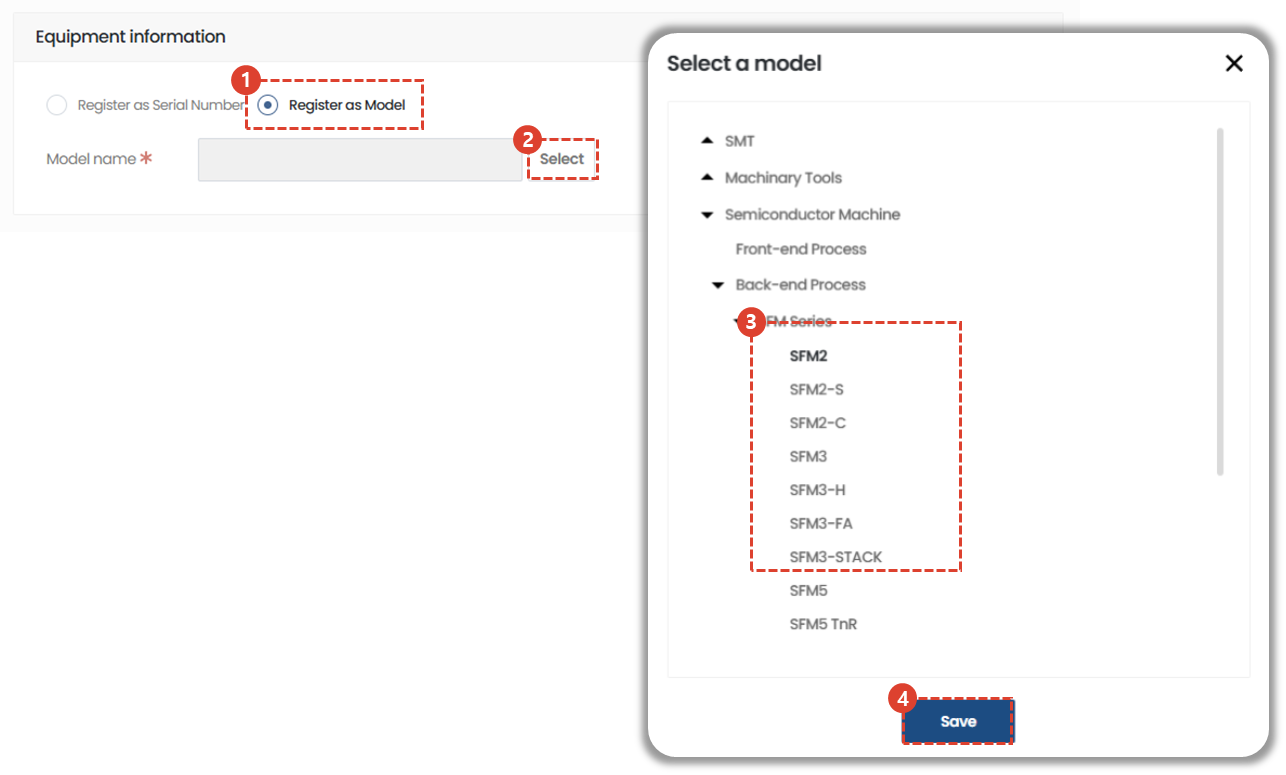 Equipment information
1
Register as Serial Number
Register as Model
Model name *
2
Select
Select a model
SMT
Machinary Tools
Semiconductor Machine
Front-end Process
Back-end Process
3
FM Series
SFM2
SFM2-S
SFM2-C
SFM3
SFM3-H
SFM3-FA
SFM3-STACK
SFM5
SFM5 TnR
4
Save